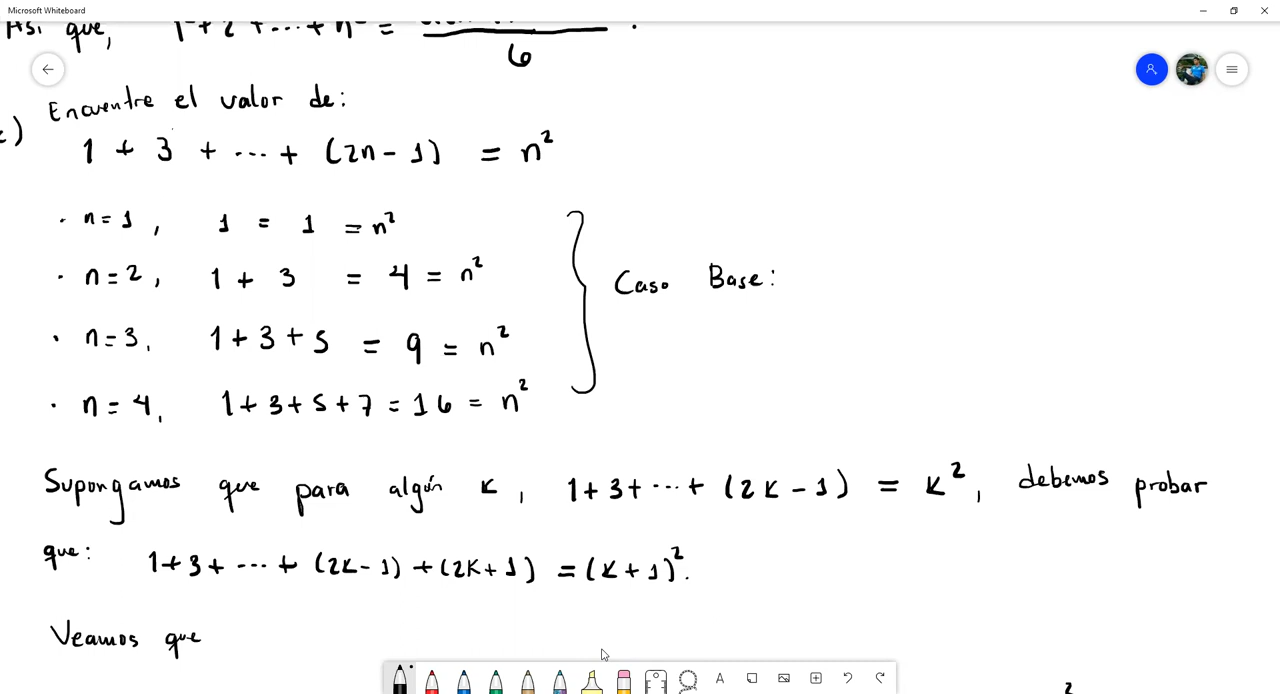 Microsoft Whiteboard
Así que, 1² + 2² + ... + n² = 6 .
c) Encuentre el valor de:
1 + 3 + ... + (2n - 1) = n²
· n = 1, 1 = 1 = n²
· n = 2, 1 + 3 = 4 = n²
· n = 3, 1 + 3 + 5 = 9 = n²
· n = 4, 1 + 3 + 5 + 7 = 16 = n²
Caso Base:
Supongamos que para algún K, 1 + 3 + ... + (2K - 1) = K², debemos probar
que: 1 + 3 + ... + (2K - 1) + (2K + 1) = (K + 1)².
Veamos que
A
2